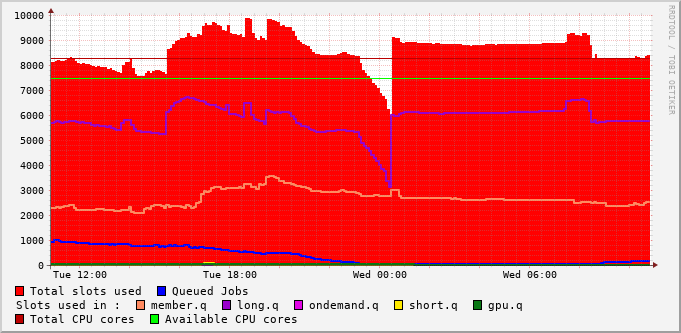 10000
9000
8000
7000
6000
5000
4000
3000
2000
1000
0
Tue 12:00 Tue 18:00 Wed 00:00 Wed 06:00
Total slots used Queued Jobs
Slots used in : member.q long.q ondemand.q short.q gpu.q
Total CPU cores Available CPU cores
RRDTOOL / TOBI OETIKER